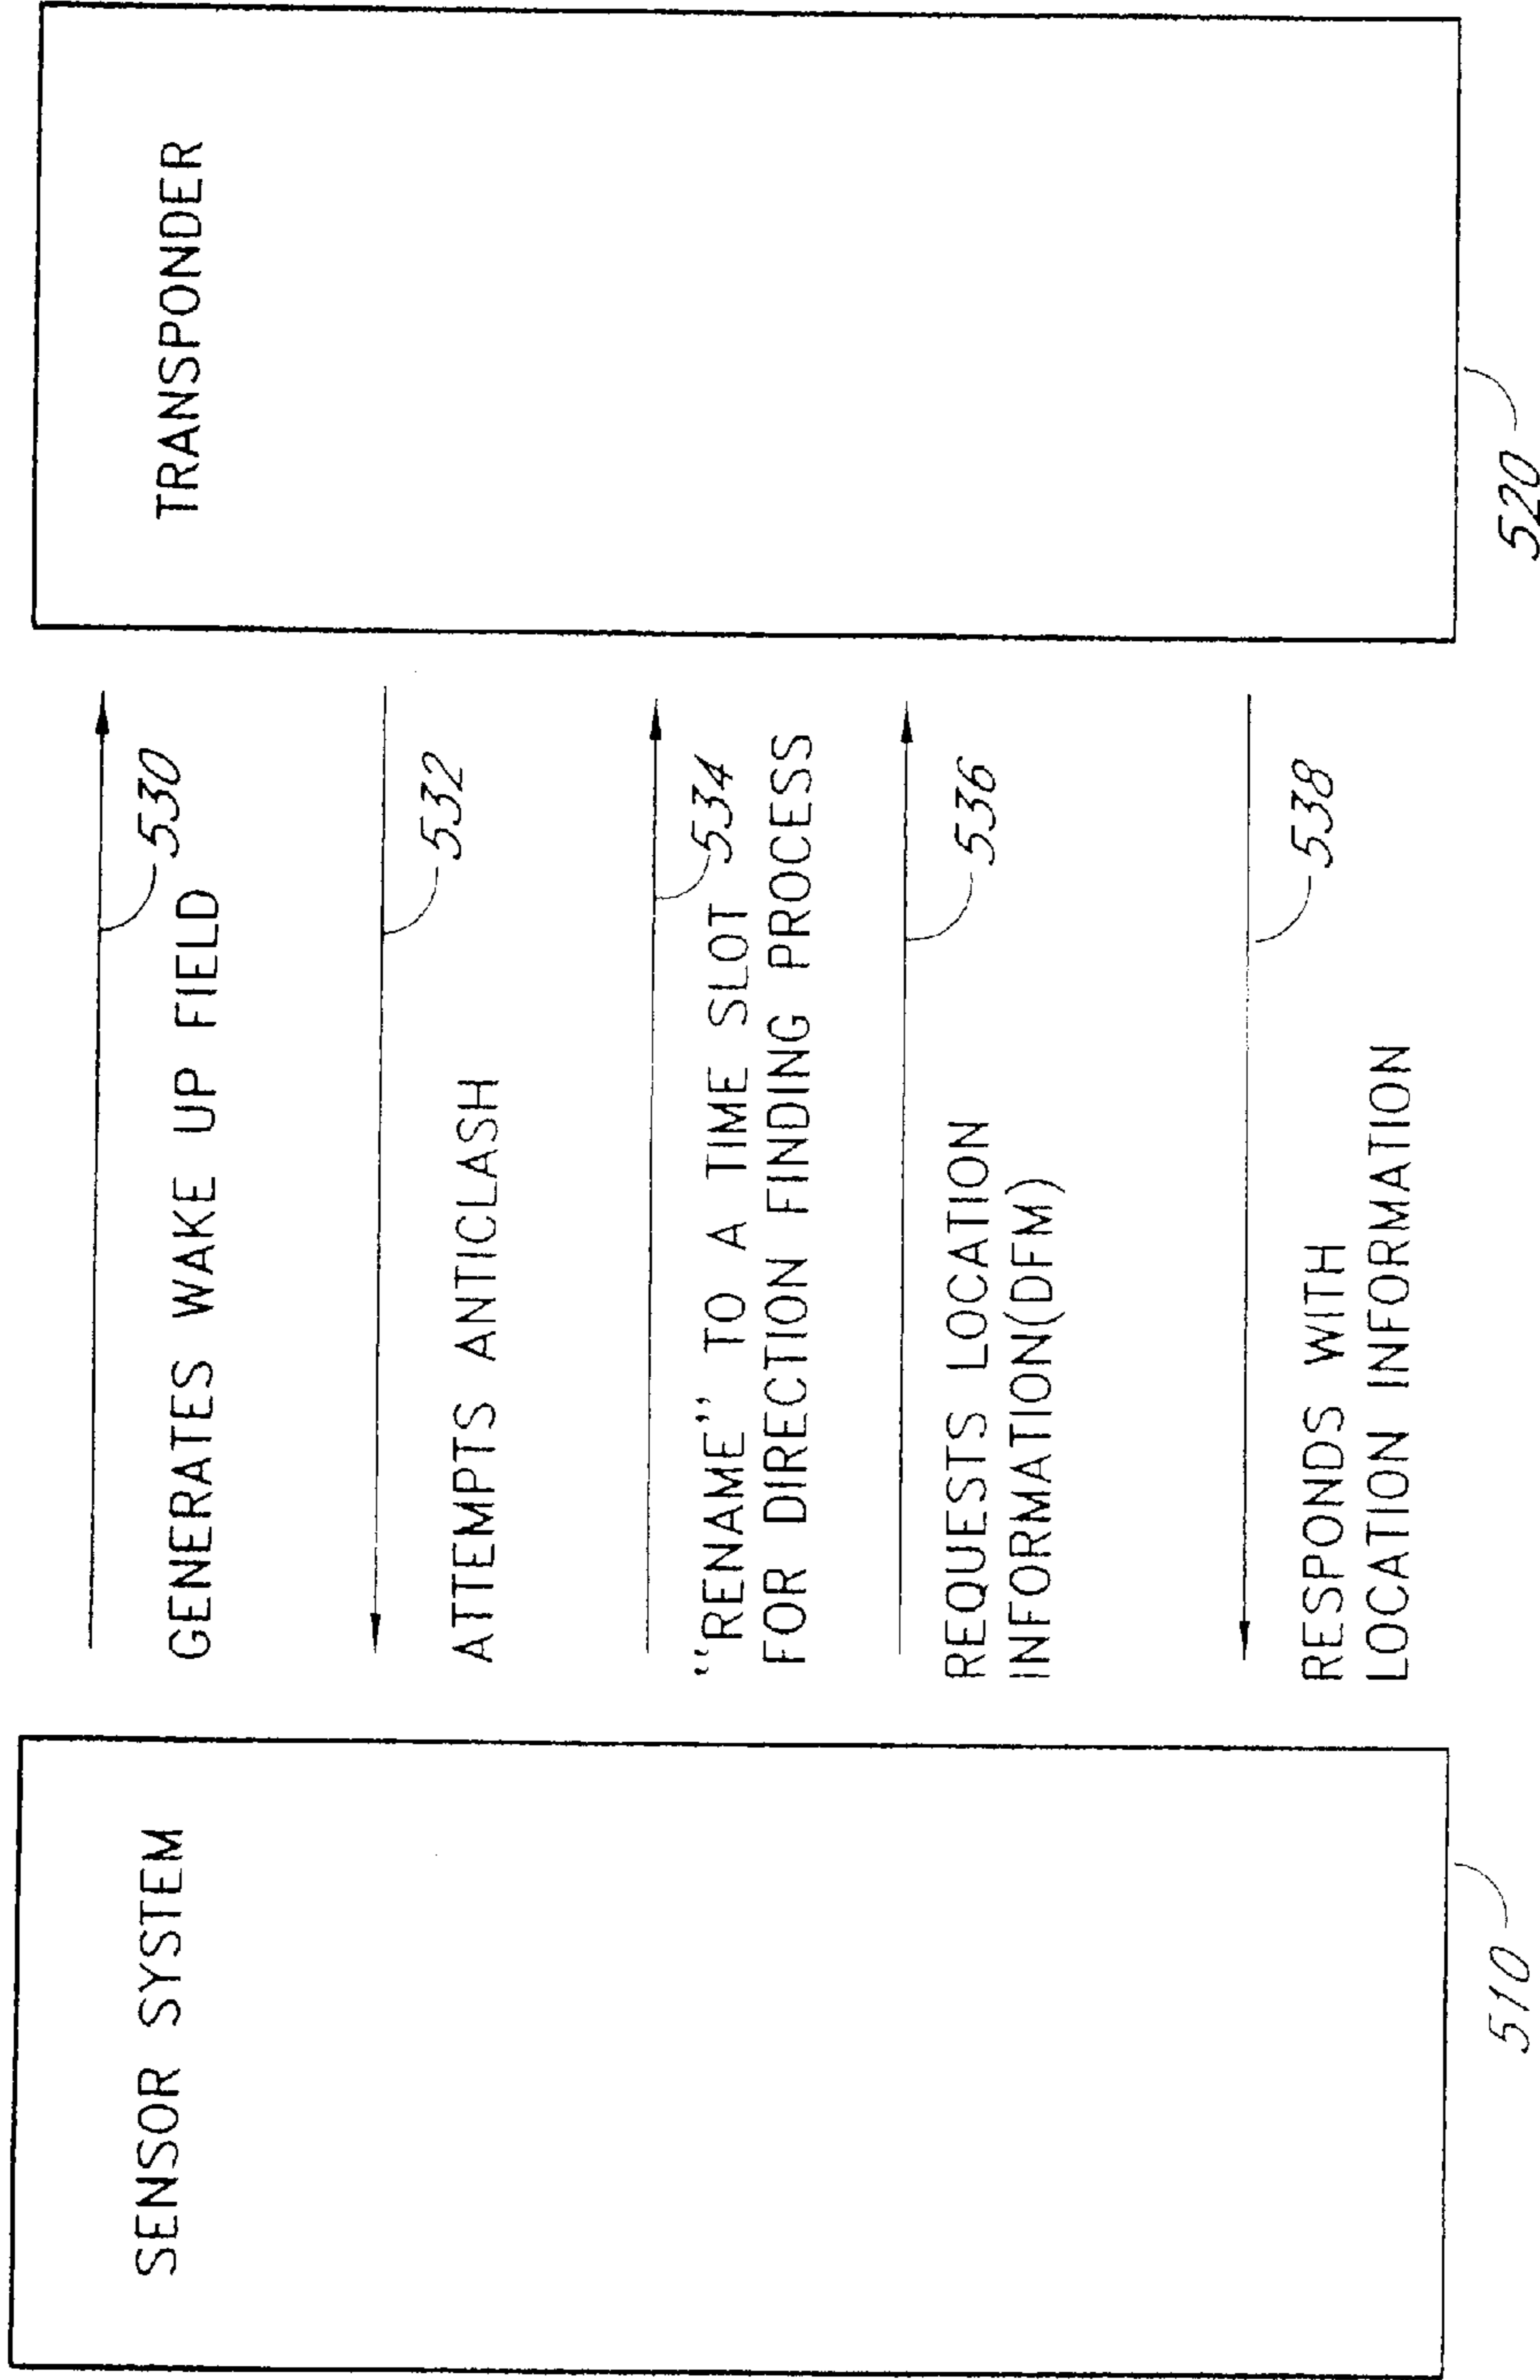 SENSOR SYSTEM
510
TRANSPONDER
520
530
GENERATES WAKE UP FIELD
532
ATTEMPTS ANTICLASH
534
"RENAME" TO A TIME SLOT
FOR DIRECTION FINDING PROCESS
536
REQUESTS LOCATION
INFORMATION(DFM)
538
RESPONDS WITH
LOCATION INFORMATION